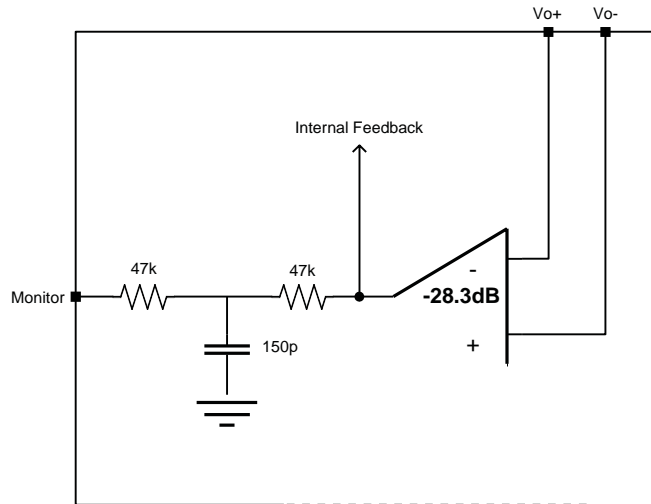 Vo+ Vo-
Internal Feedback
47k 47k
Monitor
-
-28.3dB
150p
+